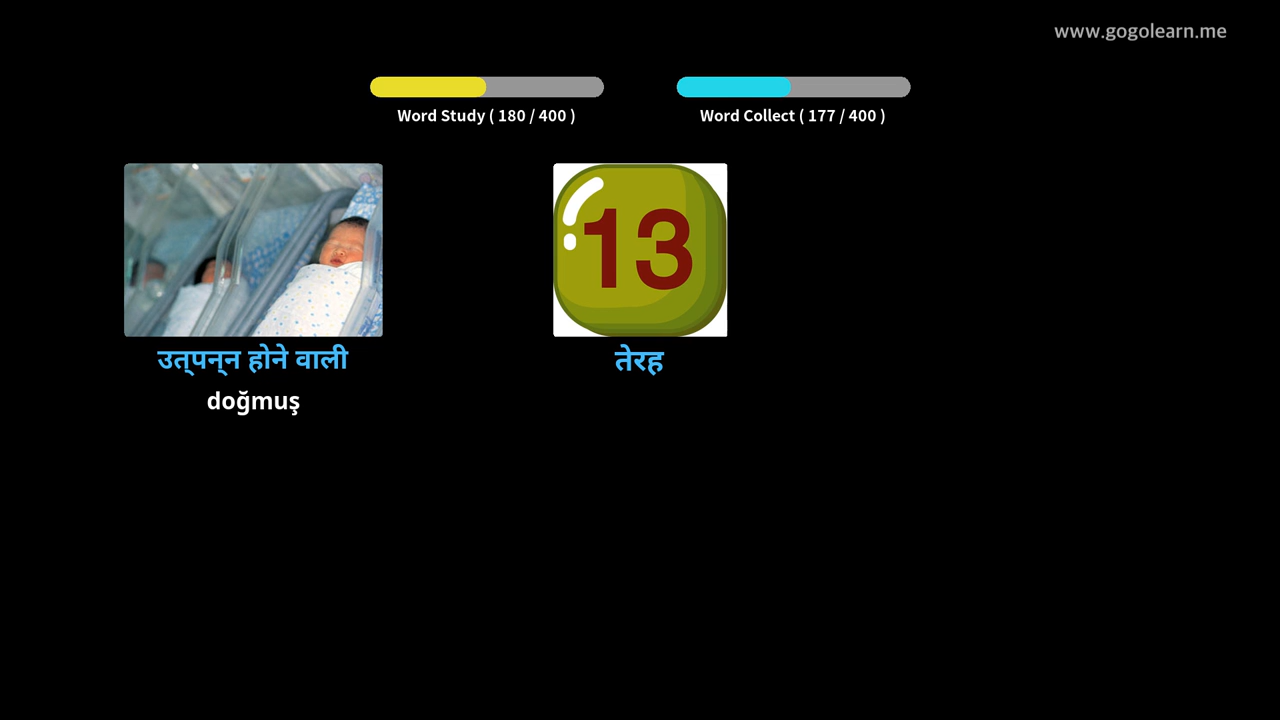 www.gogolearn.me
Word Study ( 180 / 400 )
Word Collect ( 177 / 400 )
13
उत्‌पन्‌न होने वाली
तेरह
doğmuş